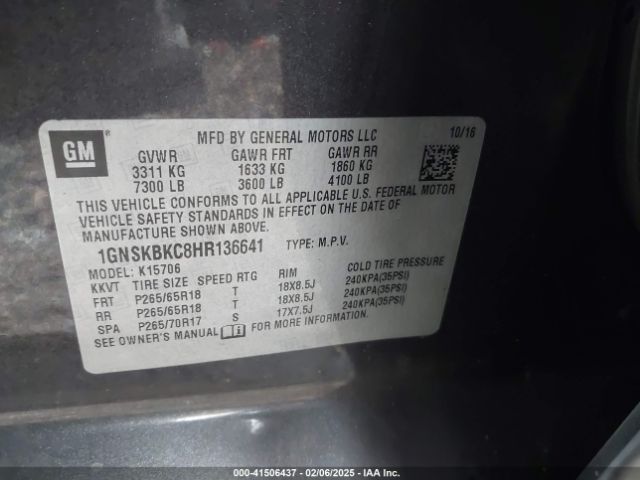 GM ®
MFD BY GENERAL MOTORS LLC 10/16
GVWR GAWR FRT GAWR RR
3311 KG 1633 KG 1860 KG
7300 LB 3600 LB 4100 LB
THIS VEHICLE CONFORMS TO ALL APPLICABLE U.S. FEDERAL MOTOR
VEHICLE SAFETY STANDARDS IN EFFECT ON THE DATE OF
MANUFACTURE SHOWN ABOVE.
1GNSKBKC8HR136641 TYPE: M.P.V.
MODEL: K15706
KKVT TIRE SIZE SPEED RTG RIM COLD TIRE PRESSURE
FRT P265/65R18 T 18X8.5J 240KPA(35PSI)
RR P265/65R18 T 18X8.5J 240KPA(35PSI)
SPA P265/70R17 S 17X7.5J 240KPA(35PSI)
SEE OWNER'S MANUAL FOR MORE INFORMATION.
000-41506437 - 02/06/2025 - IAA Inc.